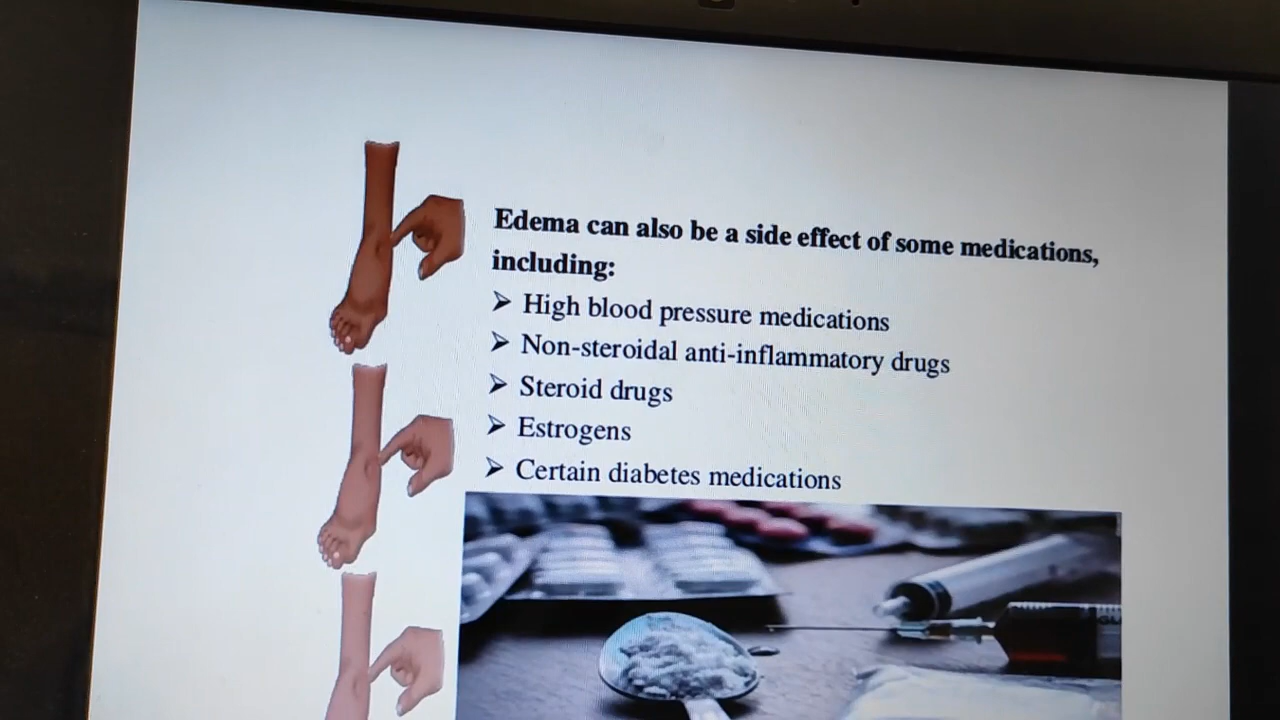 Edema can also be a side effect of some medications,
including:
➢ High blood pressure medications
➢ Non-steroidal anti-inflammatory drugs
➢ Steroid drugs
➢ Estrogens
➢ Certain diabetes medications